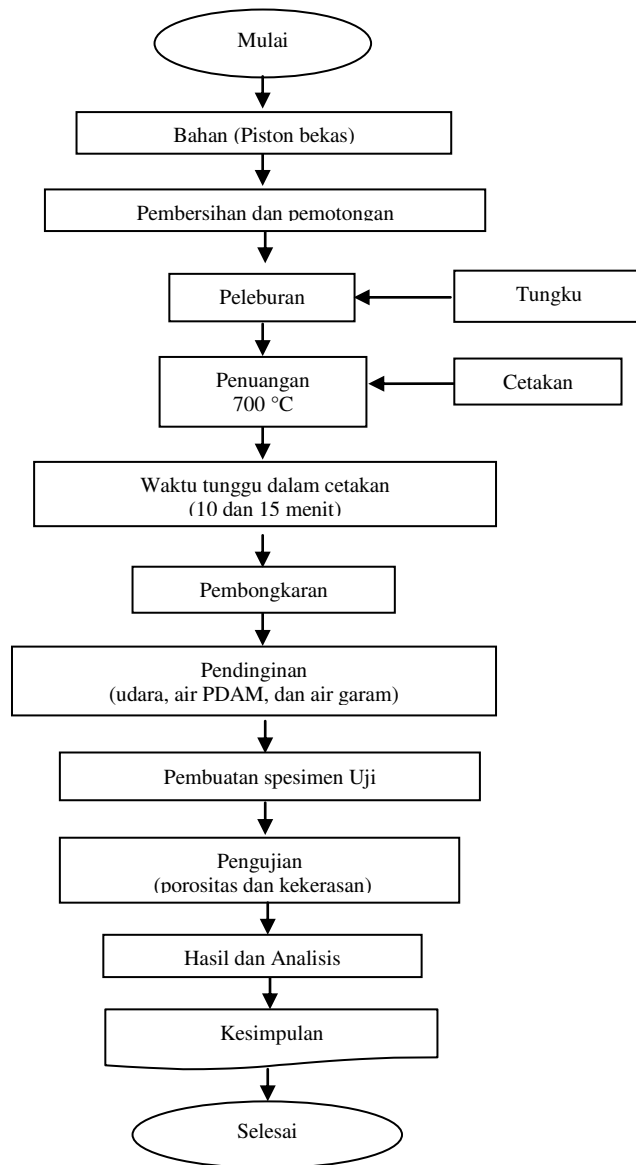 Mulai
Bahan (Piston bekas)
Pembersihan dan pemotongan
Peleburan
Tungku
Penuangan
700 °C
Cetakan
Waktu tunggu dalam cetakan
(10 dan 15 menit)
Pembongkaran
Pendinginan
(udara, air PDAM, dan air garam)
Pembuatan spesimen Uji
Pengujian
(porositas dan kekerasan)
Hasil dan Analisis
Kesimpulan
Selesai